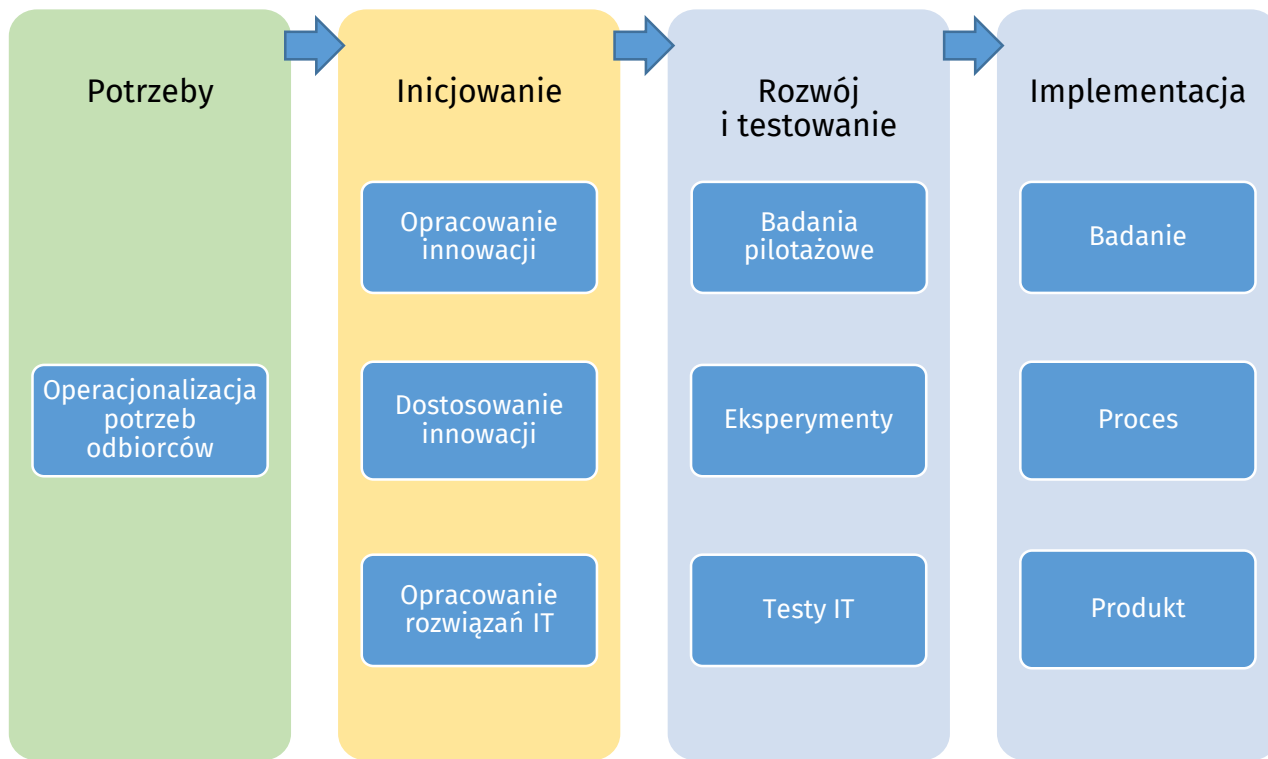 Potrzeby
Operacjonalizacja
potrzeb
odbiorców
Inicjowanie
Opracowanie
innowacji
Dostosowanie
innowacji
Opracowanie
rozwiązań IT
Rozwój
i testowanie
Badania
pilotażowe
Eksperymenty
Testy IT
Implementacja
Badanie
Proces
Produkt